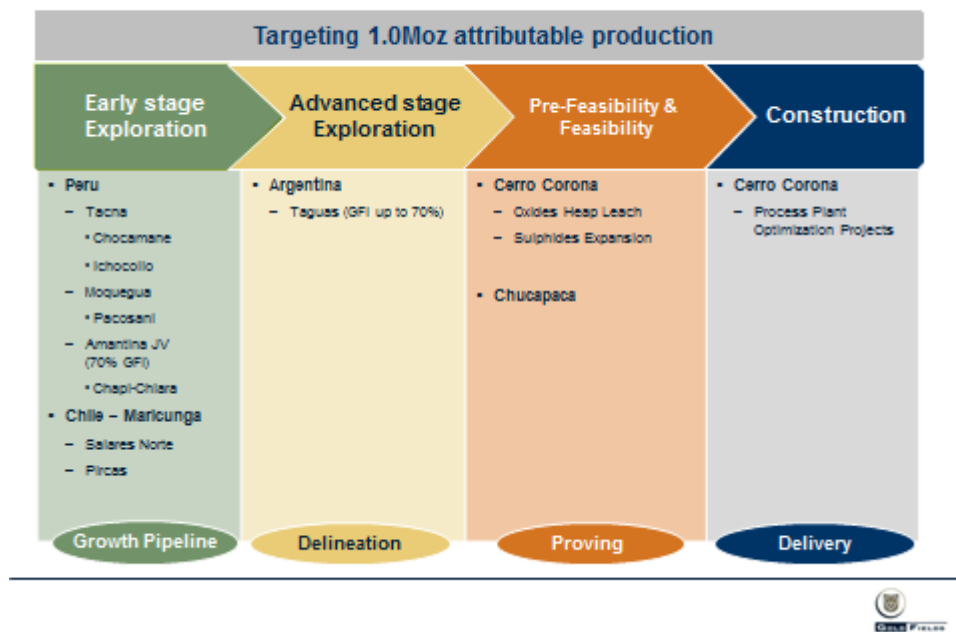 Targeting 1.0Moz attributable production
Early stage
Exploration
Advanced stage
Exploration
Pre-Feasibility &
Feasibility
Construction
▪ Peru
– Tacna
▪ Chocamane
▪ Ichocollo
– Moquegua
▪ Pacosani
– Amantina JV
(70% GFI)
▪ Chapi-Chiara
▪ Chile – Maricunga
– Salares Norte
– Pircas
▪ Argentina
– Taguas (GFI up to 70%)
▪ Cerro Corona
– Oxides Heap Leach
– Sulphides Expansion
▪ Chucapaca
▪ Cerro Corona
– Process Plant
Optimization Projects
Growth Pipeline
Delineation
Proving
Delivery
GOLD FIELDS